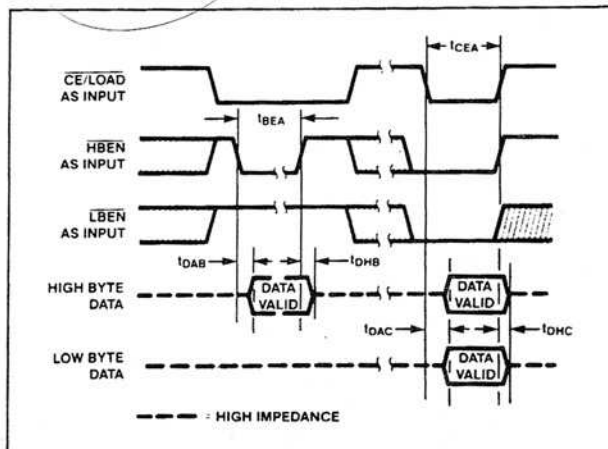 tCEA
CE/LOAD
AS INPUT
tBEA
HBEN
AS INPUT
LBEN
AS INPUT
tDAB
tDHB
HIGH BYTE
DATA
DATA
VALID
DATA
VALID
tDAC
tDHC
LOW BYTE
DATA
DATA
VALID
= HIGH IMPEDANCE